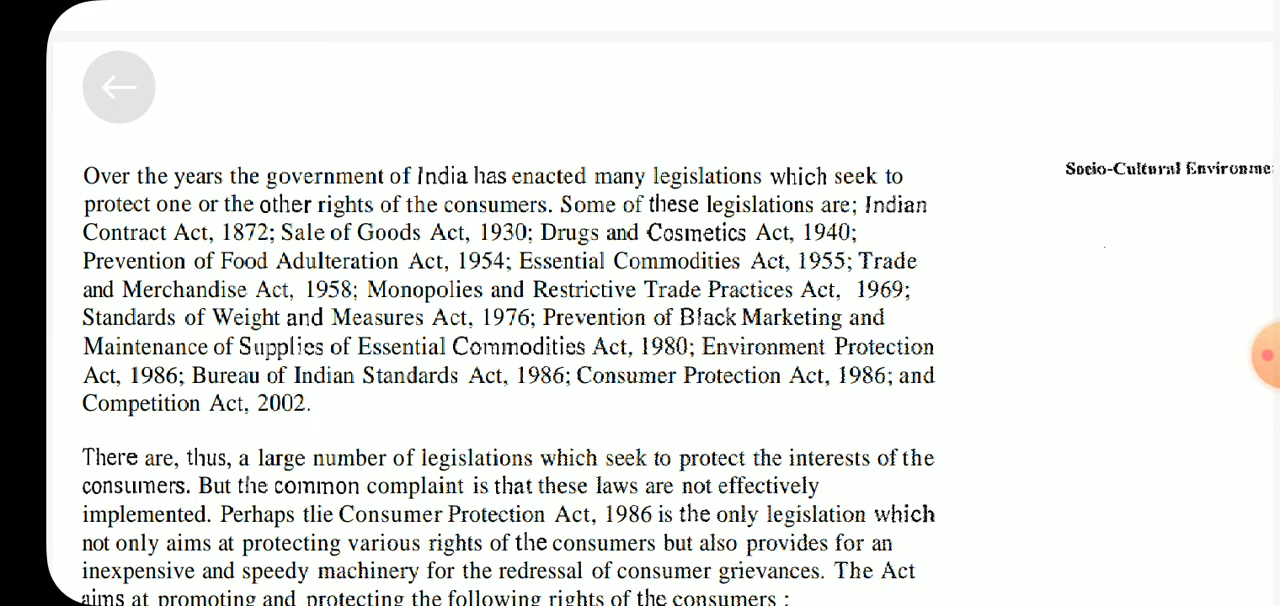 Socio-Cultural Environme
Over the years the government of India has enacted many legislations which seek to
protect one or the other rights of the consumers. Some of these legislations are; Indian
Contract Act, 1872; Sale of Goods Act, 1930; Drugs and Cosmetics Act, 1940;
Prevention of Food Adulteration Act, 1954; Essential Commodities Act, 1955; Trade
and Merchandise Act, 1958; Monopolies and Restrictive Trade Practices Act, 1969;
Standards of Weight and Measures Act, 1976; Prevention of Black Marketing and
Maintenance of Supplies of Essential Commodities Act, 1980; Environment Protection
Act, 1986; Bureau of Indian Standards Act, 1986; Consumer Protection Act, 1986; and
Competition Act, 2002.
There are, thus, a large number of legislations which seek to protect the interests of the
consumers. But the common complaint is that these laws are not effectively
implemented. Perhaps tlie Consumer Protection Act, 1986 is the only legislation which
not only aims at protecting various rights of the consumers but also provides for an
inexpensive and speedy machinery for the redressal of consumer grievances. The Act
aims at promoting and protecting the following rights of the consumers :